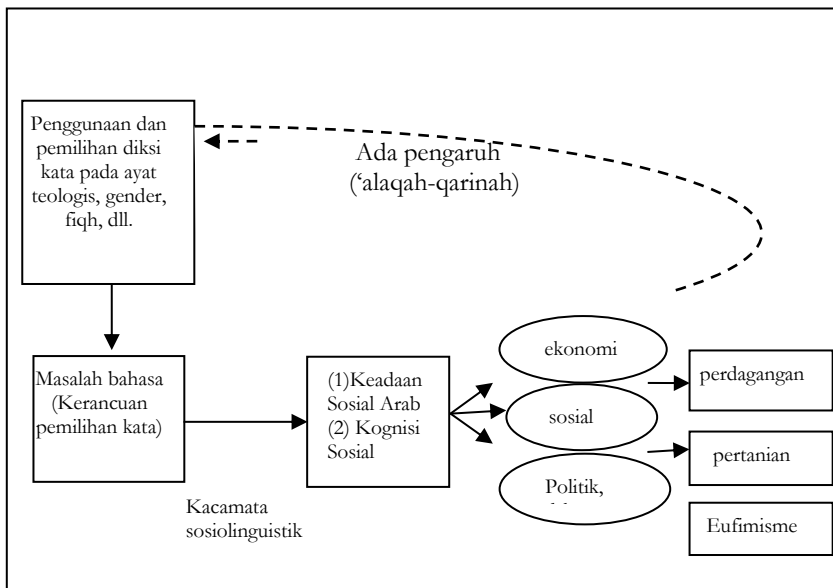 Penggunaan dan
pemilihan diksi
kata pada ayat
teologis, gender,
fiqh, dll.
Ada pengaruh
(‘alaqah-qarinah)
Masalah bahasa
(Kerancuan
pemilihan kata)
Kacamata
sosiolinguistik
(1)Keadaan
Sosial Arab
(2) Kognisi
Sosial
ekonomi
sosial
Politik,
perdagangan
pertanian
Eufimisme